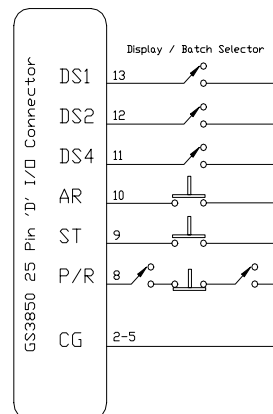 Display / Batch Selector
GS3850 25 Pin 'D' I/O Connector
DS1 13
DS2 12
DS4 11
AR 10
ST 9
P/R 8
CG 2-5